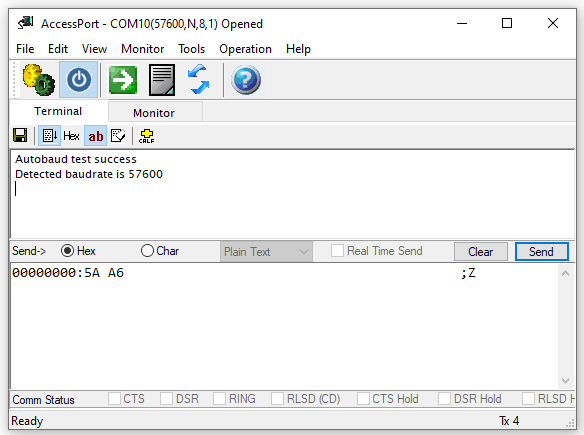 AccessPort - COM10(57600,N,8,1) Opened
File Edit View Monitor Tools Operation Help
Terminal Monitor
Hex ab CRLF
Autobaud test success
Detected baudrate is 57600
Send-> Hex Char Plain Text Real Time Send Clear Send
00000000:5A A6 ;Z
Comm Status CTS DSR RING RLSD (CD) CTS Hold DSR Hold RLSD H
Ready Tx 4